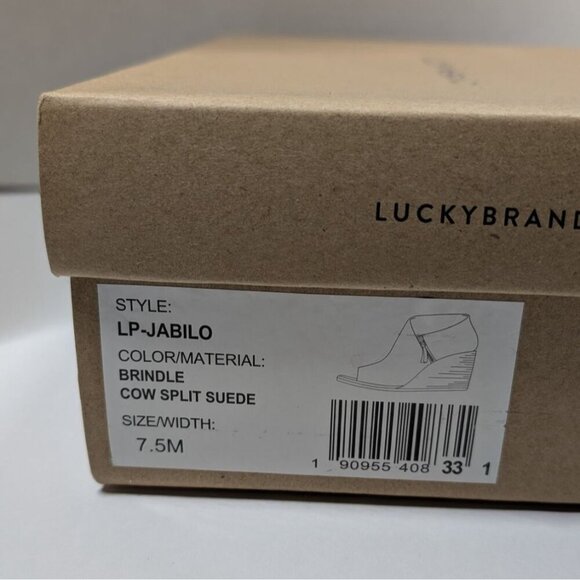 LUCKYBRAND
STYLE:
LP-JABILO
COLOR/MATERIAL:
BRINDLE
COW SPLIT SUEDE
SIZE/WIDTH:
7.5M
1 90955 408 33 1